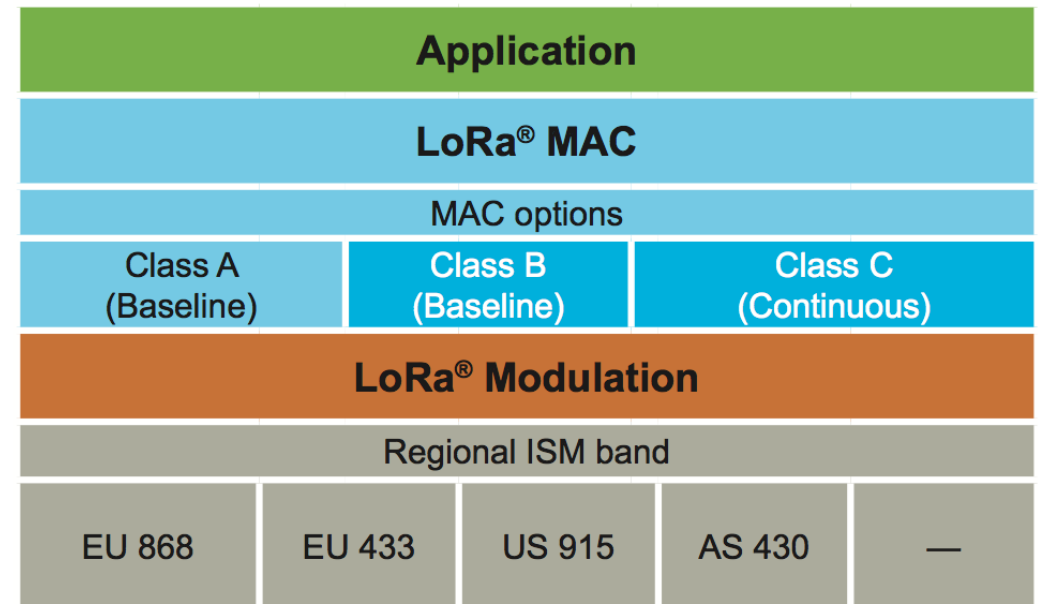 Application
LoRa® MAC
MAC options
Class A
(Baseline)
Class B
(Baseline)
Class C
(Continuous)
LoRa® Modulation
Regional ISM band
EU 868
EU 433
US 915
AS 430
—